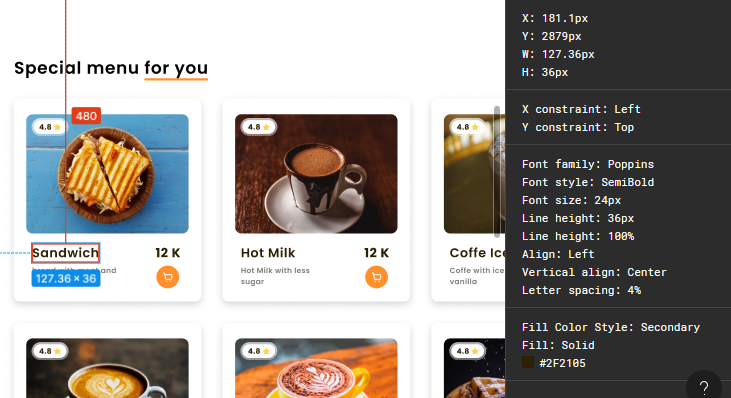 Special menu for you
480
4.8
Sandwich
12 K
bread with meat and
127.36 × 36
4.8
Hot Milk
12 K
Hot Milk with less
sugar
4.8
Coffe Ice
Coffe with ice
vanilla
4.8
4.8
4.8
X: 181.1px
Y: 2879px
W: 127.36px
H: 36px
X constraint: Left
Y constraint: Top
Font family: Poppins
Font style: SemiBold
Font size: 24px
Line height: 36px
Line height: 100%
Align: Left
Vertical align: Center
Letter spacing: 4%
Fill Color Style: Secondary
Fill: Solid
#2F2105
?